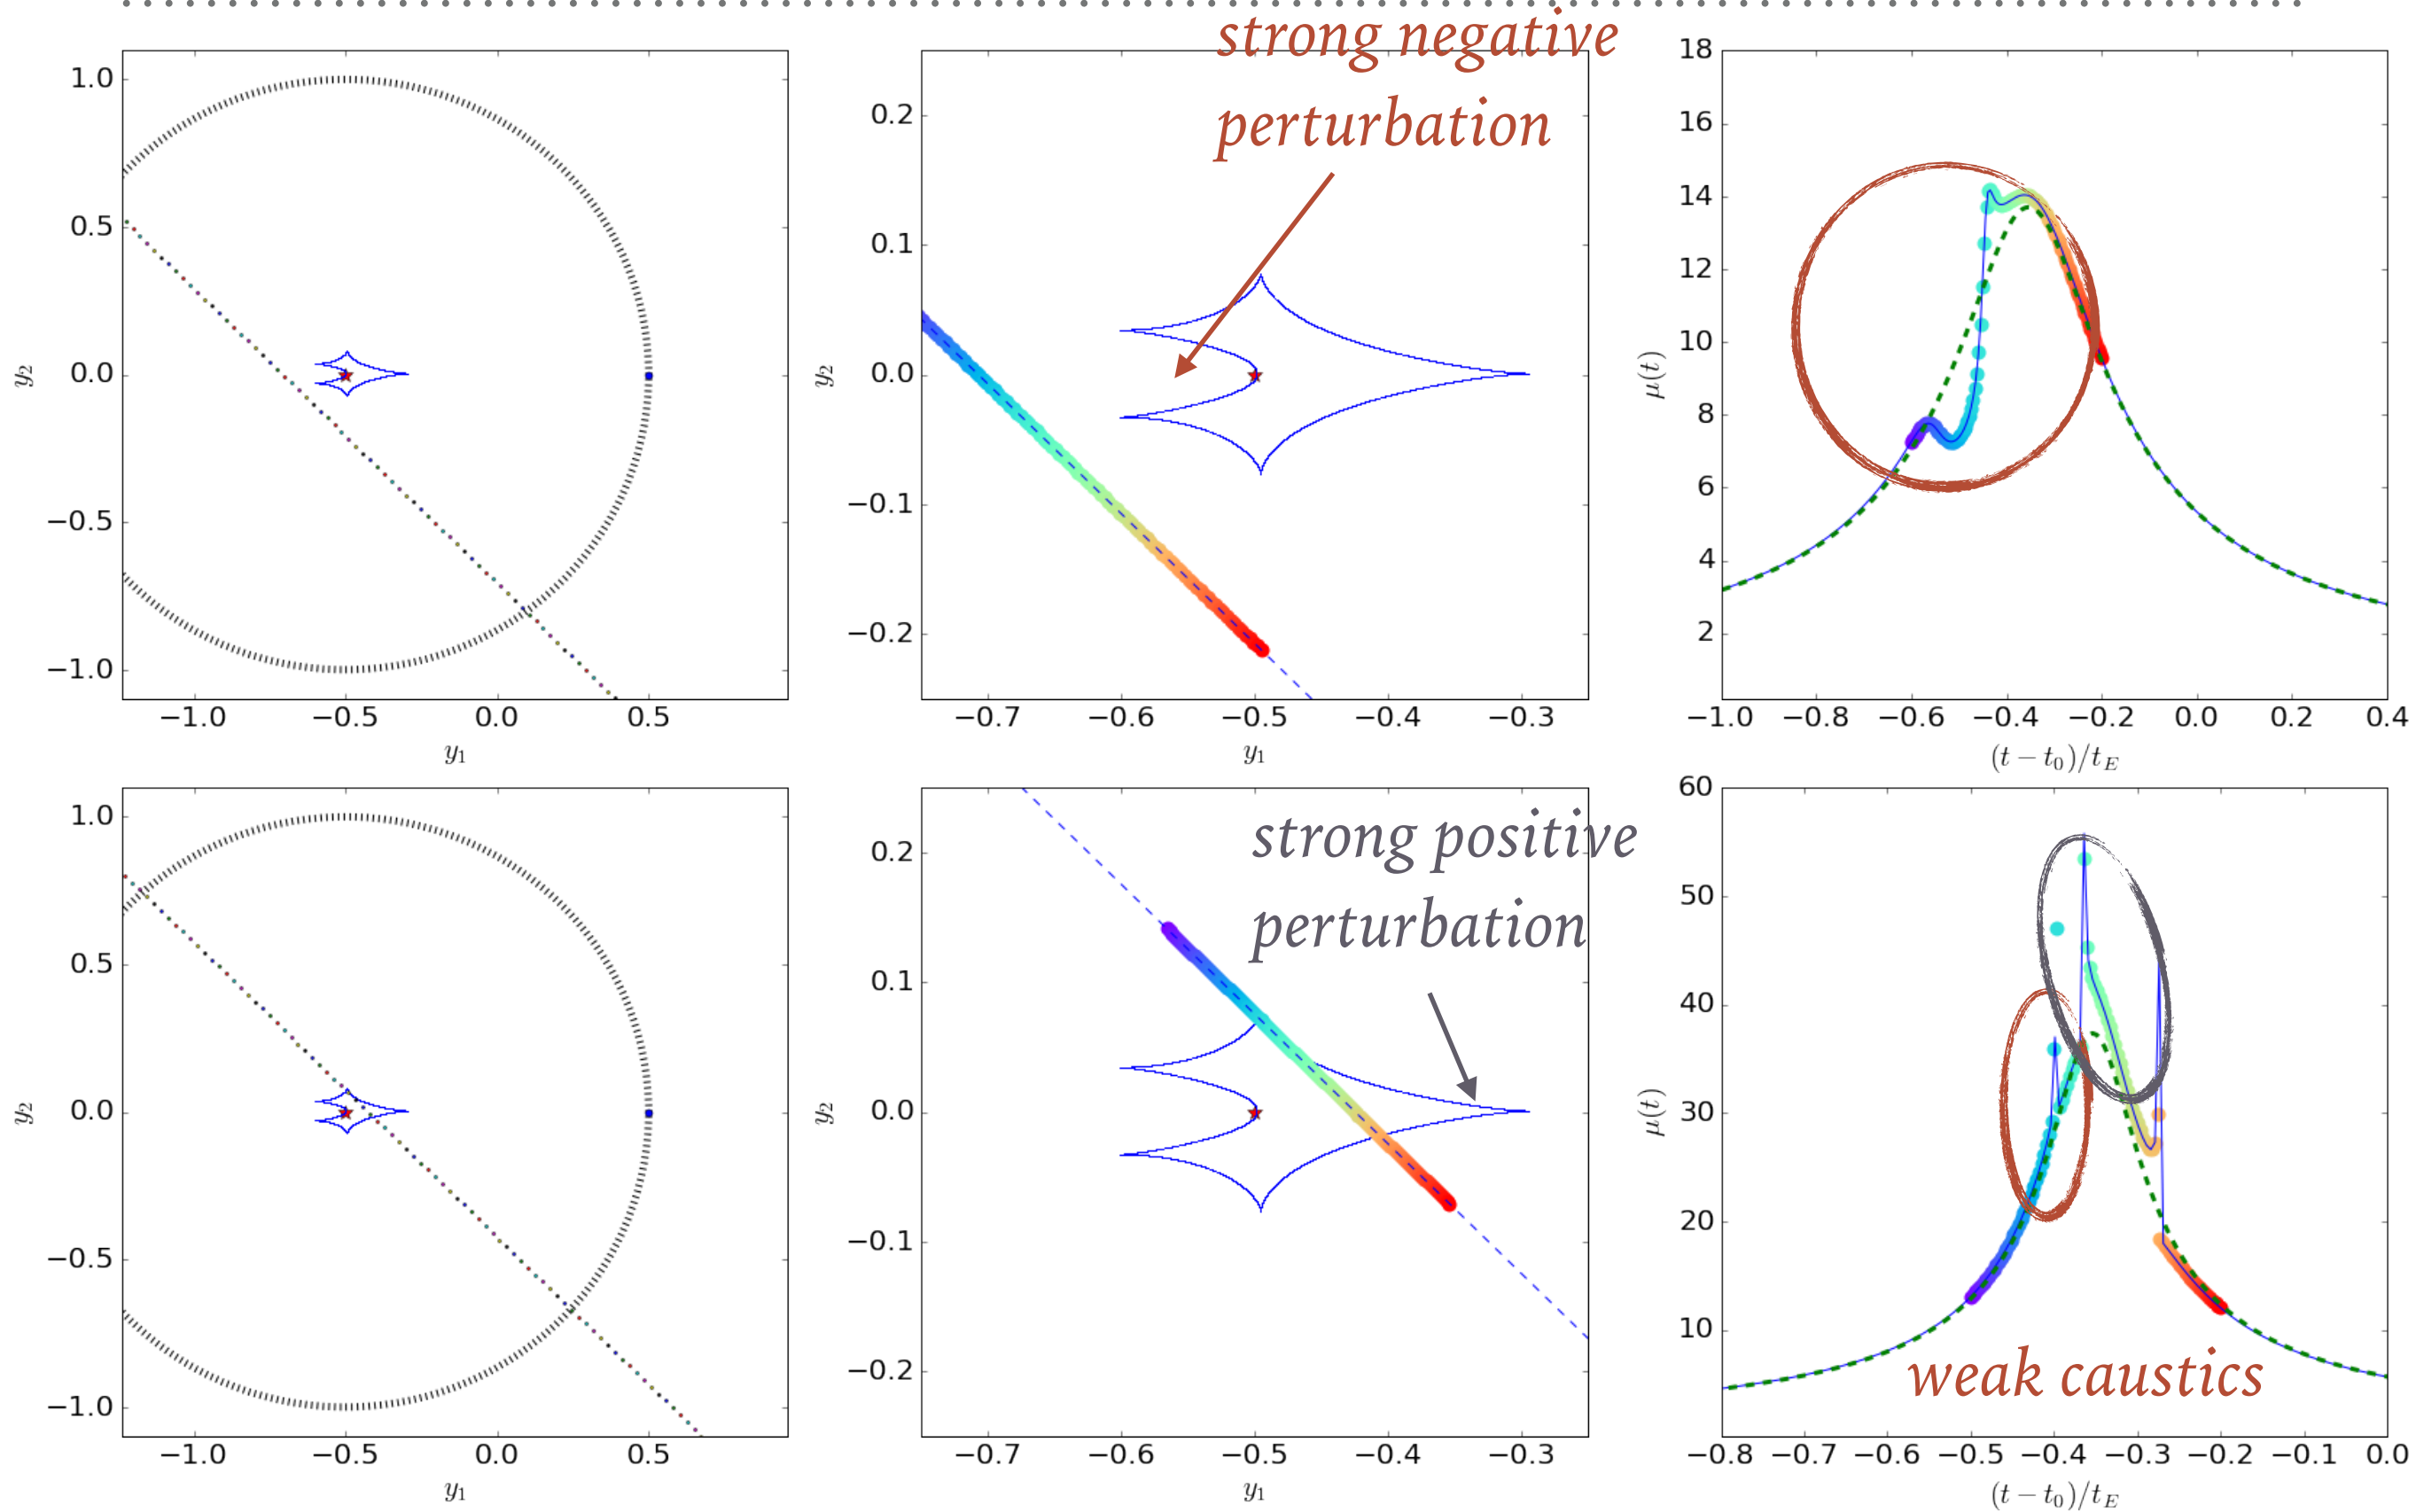 strong negative
perturbation
1.0
0.5
0.0
−0.5
−1.0
y₂
−1.0 −0.5 0.0 0.5
y₁
0.2
0.1
0.0
−0.1
−0.2
y₂
−0.7 −0.6 −0.5 −0.4 −0.3
y₁
18
16
14
12
10
8
6
4
2
μ(t)
−1.0 −0.8 −0.6 −0.4 −0.2 0.0 0.2 0.4
(t − t₀)/t_E
1.0
0.5
0.0
−0.5
−1.0
y₂
−1.0 −0.5 0.0 0.5
y₁
strong positive
perturbation
0.2
0.1
0.0
−0.1
−0.2
y₂
−0.7 −0.6 −0.5 −0.4 −0.3
y₁
60
50
40
30
20
10
μ(t)
weak caustics
−0.8 −0.7 −0.6 −0.5 −0.4 −0.3 −0.2 −0.1 0.0
(t − t₀)/t_E